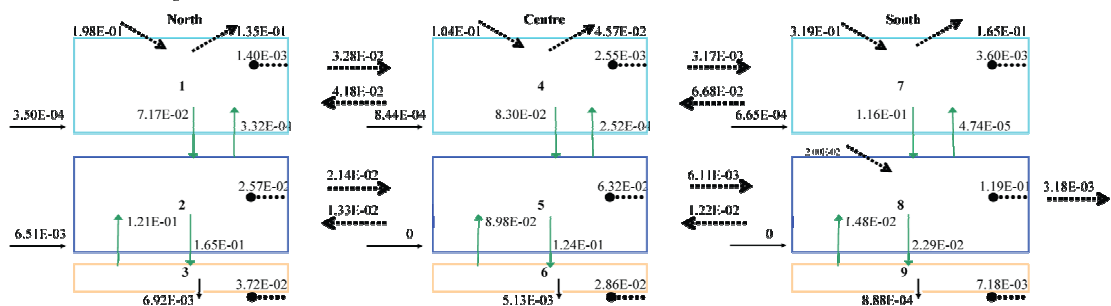 North Centre South
1.98E-01 1.35E-01 1.04E-01 4.57E-02 3.19E-01 1.65E-01
1.40E-03 3.28E-02 2.55E-03 3.17E-02 3.60E-03
1 4 7
4.18E-02 6.68E-02
3.50E-04 7.17E-02 8.44E-04 8.30E-02 6.65E-04 1.16E-01
3.32E-04 2.52E-04 4.74E-05
2.00E-02
2.57E-02 2.14E-02 6.32E-02 6.11E-03 1.19E-01 3.18E-03
2 5 8
1.21E-01 1.33E-02 8.98E-02 1.22E-02 1.48E-02
6.51E-03 1.65E-01 0 1.24E-01 0 2.29E-02
3 6 9
3.72E-02 2.86E-02 7.18E-03
6.92E-03 5.13E-03 8.88E-04